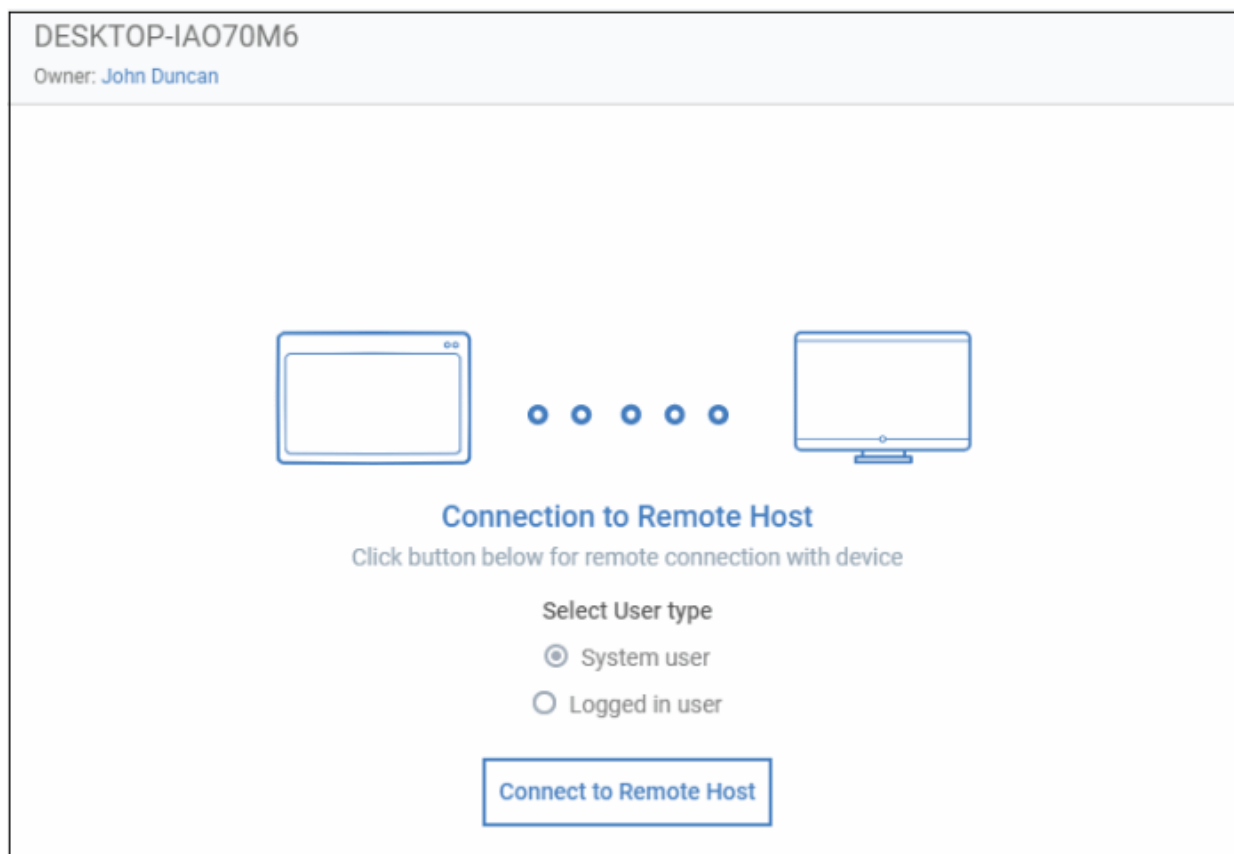 DESKTOP-IAO70M6
Owner: John Duncan
Connection to Remote Host
Click button below for remote connection with device
Select User type
System user
Logged in user
Connect to Remote Host